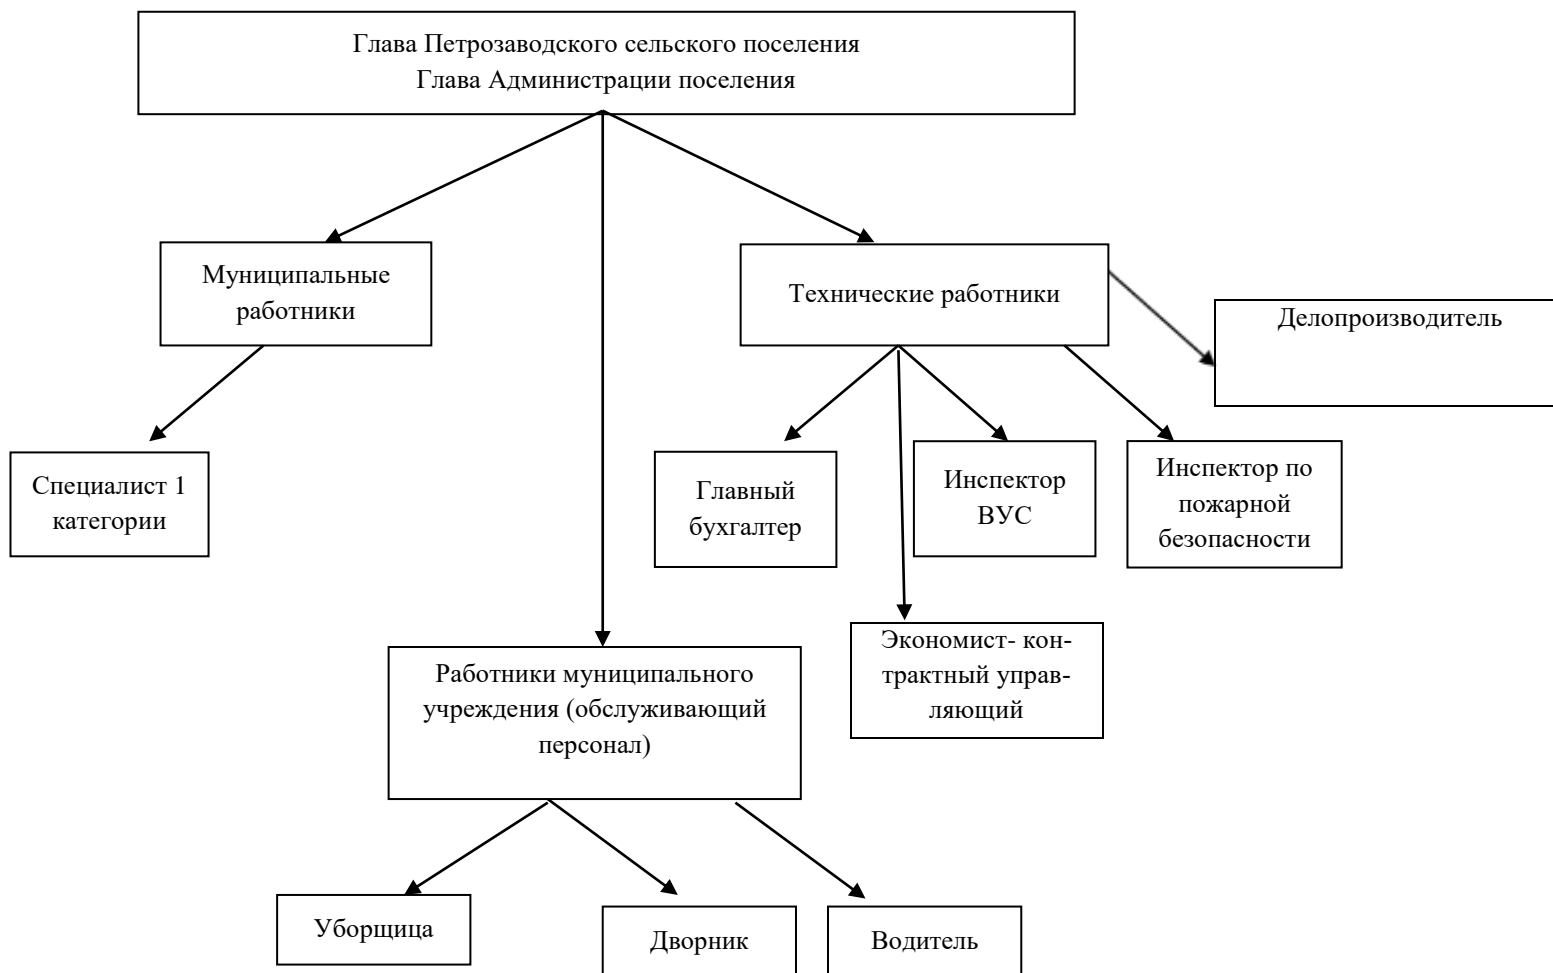 Глава Петрозаводского сельского поселения
Глава Администрации поселения
Муниципальные
работники
Технические работники
Делопроизводитель
Специалист 1
категории
Главный
бухгалтер
Инспектор
ВУС
Инспектор по
пожарной
безопасности
Экономист- кон-
трактный управ-
ляющий
Работники муниципального
учреждения (обслуживающий
персонал)
Уборщица
Дворник
Водитель